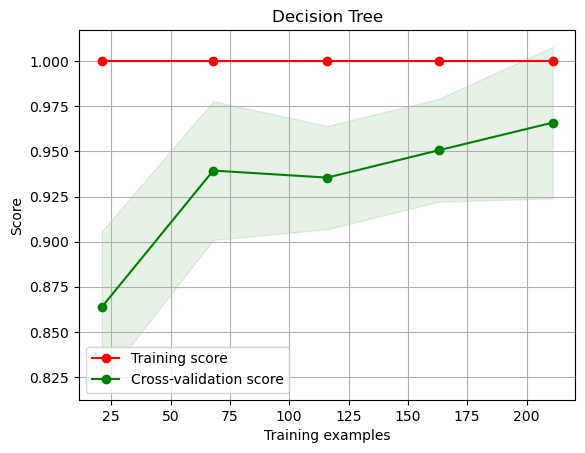 Decision Tree
1.000
0.975
0.950
0.925
0.900
0.875
0.850
0.825
Score
Training score
Cross-validation score
25 50 75 100 125 150 175 200
Training examples